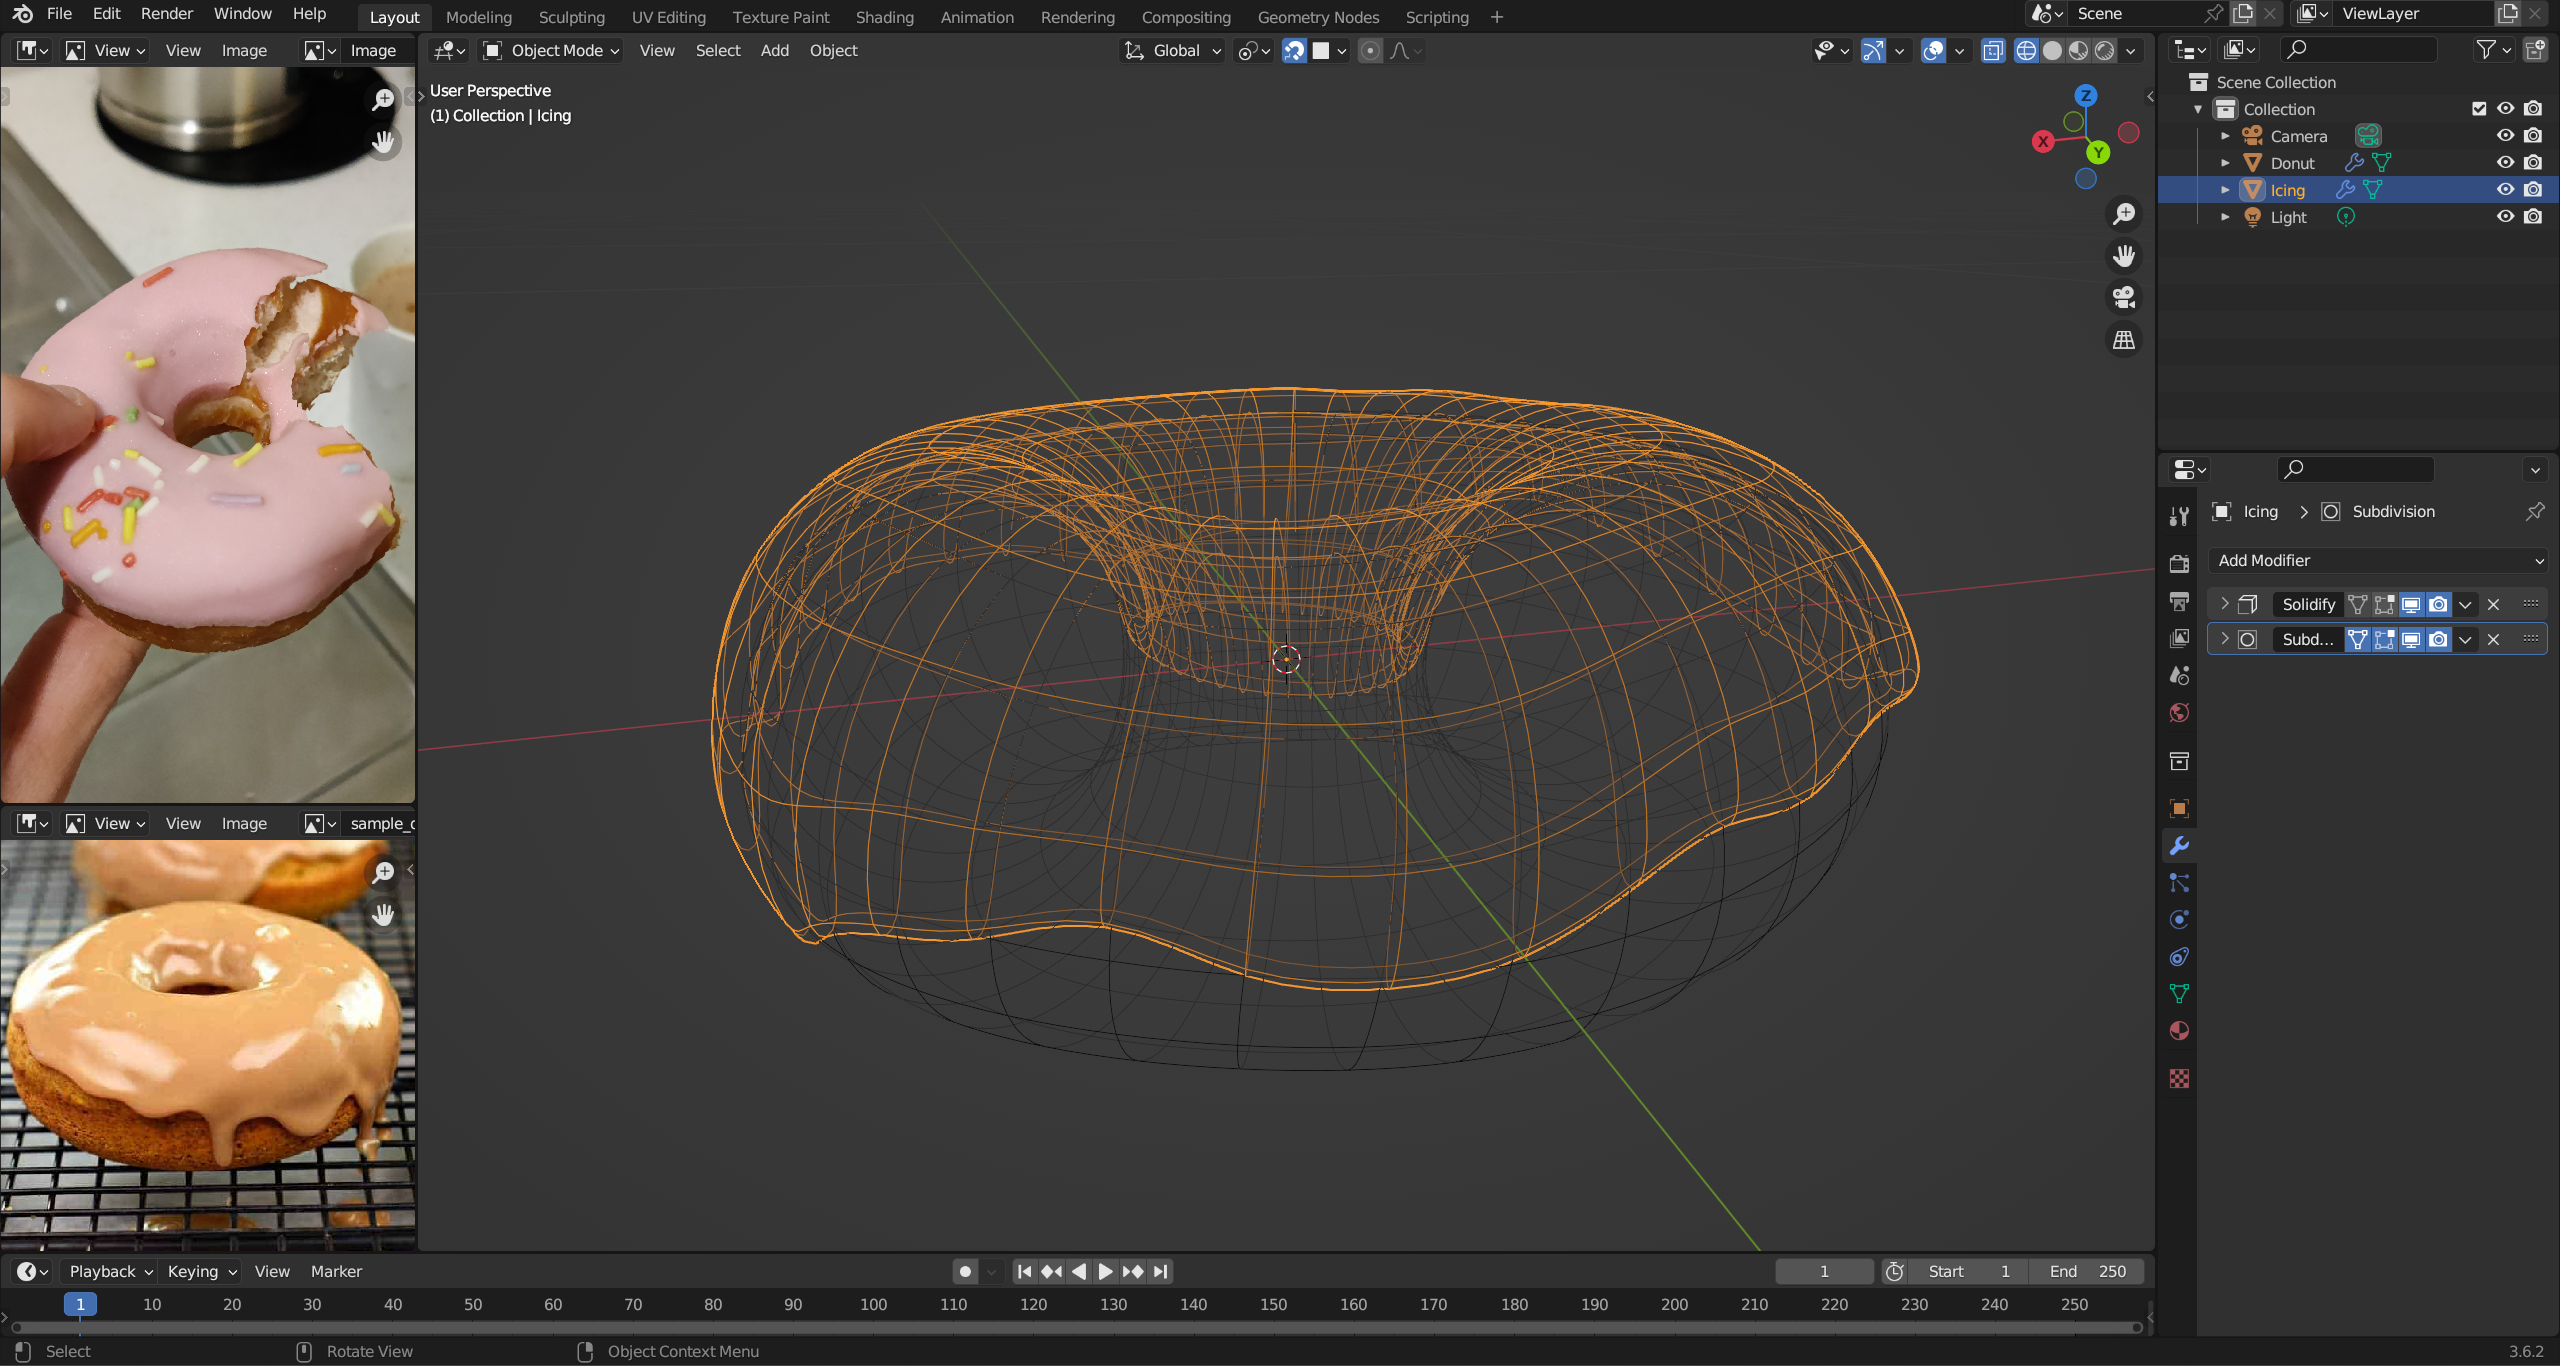 File Edit Render Window Help Layout Modeling Sculpting UV Editing Texture Paint Shading Animation Rendering Compositing Geometry Nodes Scripting + Scene ViewLayer
View View Image Image
Object Mode View Select Add Object Global
User Perspective
(1) Collection | Icing
Z
X
Y
Scene Collection
Collection
Camera
Donut
Icing
Light
Icing > Subdivision
Add Modifier
Solidify
Subd...
View View Image sample_
Playback Keying View Marker 1 Start 1 End 250
1 10 20 30 40 50 60 70 80 90 100 110 120 130 140 150 160 170 180 190 200 210 220 230 240 250
Select Rotate View Object Context Menu 3.6.2